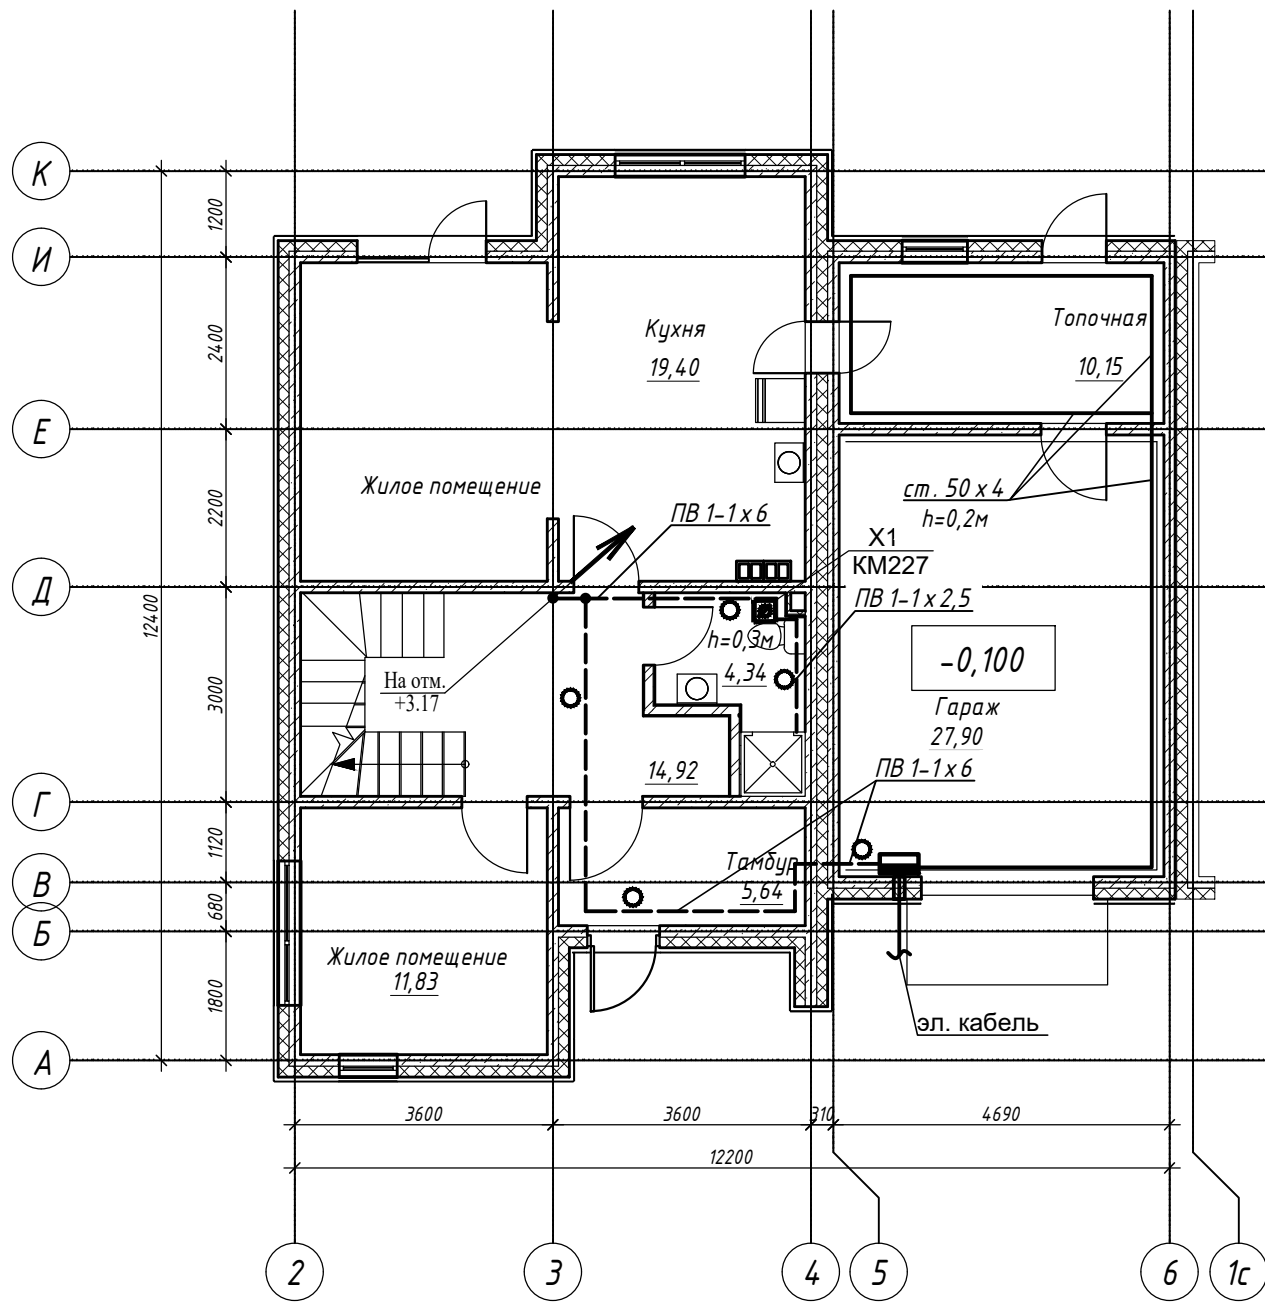 К
И
Е
Д
Г
В
Б
А
1200
2400
2200
3000
1120
680
1800
12400
Кухня
19,40
Топочная
10,15
Жилое помещение
ПВ 1-1 x 6
ст. 50 x 4
h=0,2м
X1
КМ227
ПВ 1-1 x 2,5
h=0,3м
4,34
На отм.
+3.17
-0,100
Гараж
27,90
14,92
ПВ 1-1 x 6
Тамбур
5,64
Жилое помещение
11,83
эл. кабель
3600
3600
310
4690
12200
2
3
4
5
6
1с